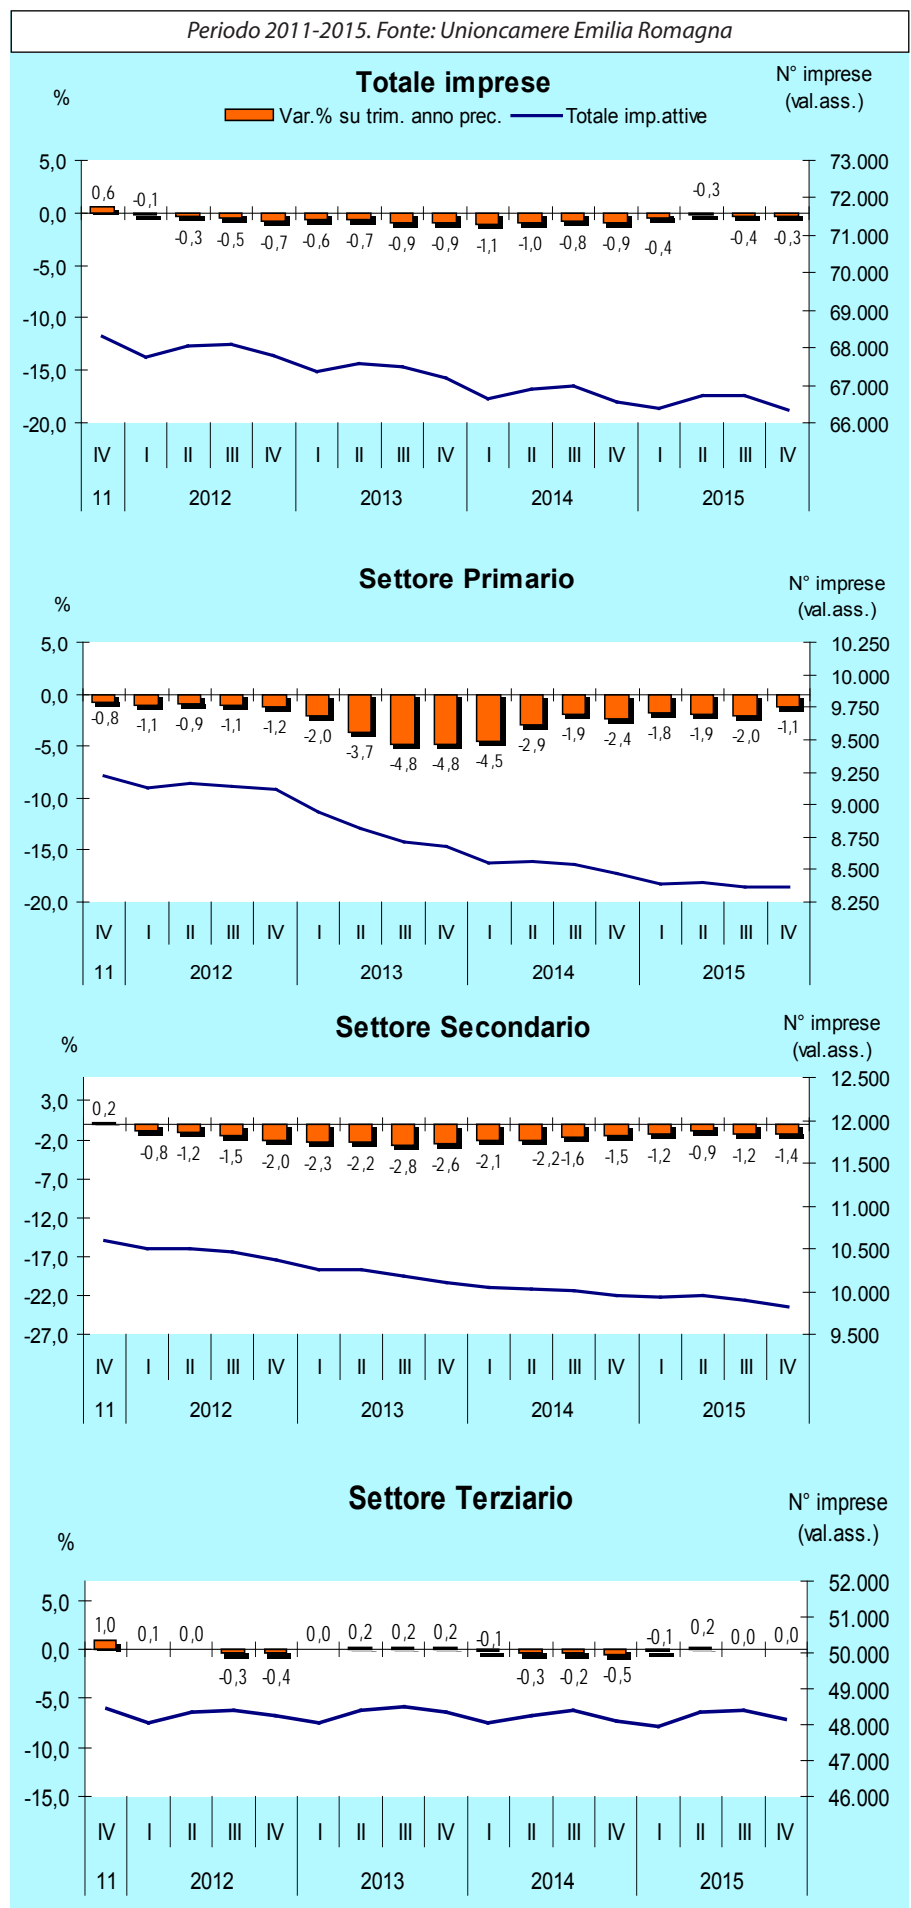 Periodo 2011-2015. Fonte: Unioncamere Emilia Romagna
Totale imprese
%
N° imprese
(val.ass.)
Var.% su trim. anno prec.
Totale imp.attive
5,0
0,0
-5,0
-10,0
-15,0
-20,0
73.000
72.000
71.000
70.000
69.000
68.000
67.000
66.000
0,6 -0,1 -0,3 -0,5 -0,7 -0,6 -0,7 -0,9 -0,9 -1,1 -1,0 -0,8 -0,9 -0,4 -0,3 -0,4 -0,3
IV I II III IV I II III IV I II III IV I II III IV
11 2012 2013 2014 2015
Settore Primario
%
N° imprese
(val.ass.)
5,0
0,0
-5,0
-10,0
-15,0
-20,0
10.250
10.000
9.750
9.500
9.250
9.000
8.750
8.500
8.250
-0,8 -1,1 -0,9 -1,1 -1,2 -2,0 -3,7 -4,8 -4,8 -4,5 -2,9 -1,9 -2,4 -1,8 -1,9 -2,0 -1,1
IV I II III IV I II III IV I II III IV I II III IV
11 2012 2013 2014 2015
Settore Secondario
%
N° imprese
(val.ass.)
3,0
-2,0
-7,0
-12,0
-17,0
-22,0
-27,0
12.500
12.000
11.500
11.000
10.500
10.000
9.500
0,2 -0,8 -1,2 -1,5 -2,0 -2,3 -2,2 -2,8 -2,6 -2,1 -2,2 -1,6 -1,5 -1,2 -0,9 -1,2 -1,4
IV I II III IV I II III IV I II III IV I II III IV
11 2012 2013 2014 2015
Settore Terziario
%
N° imprese
(val.ass.)
5,0
0,0
-5,0
-10,0
-15,0
52.000
51.000
50.000
49.000
48.000
47.000
46.000
1,0 0,1 0,0 -0,3 -0,4 0,0 0,2 0,2 0,2 -0,1 -0,3 -0,2 -0,5 -0,1 0,2 0,0 0,0
IV I II III IV I II III IV I II III IV I II III IV
11 2012 2013 2014 2015